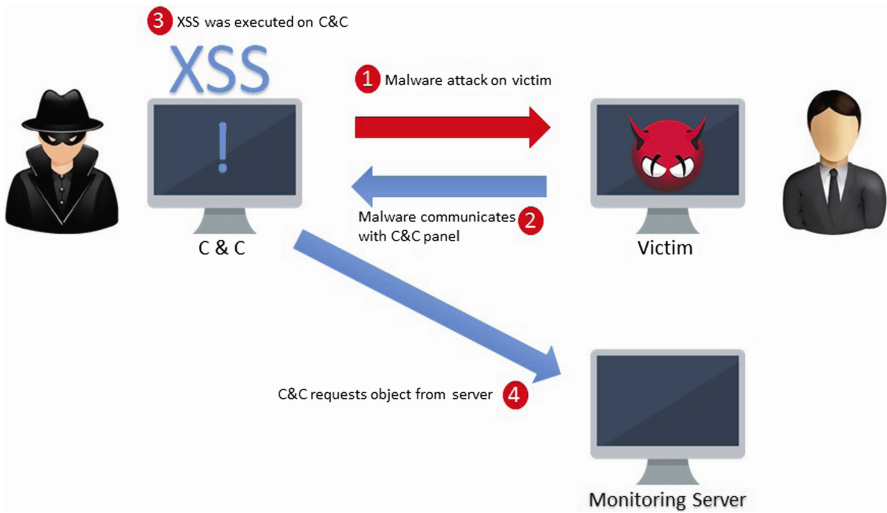 3 XSS was executed on C&C
XSS
1 Malware attack on victim
!
Malware communicates 2
with C&C panel
C & C
Victim
C&C requests object from server 4
Monitoring Server